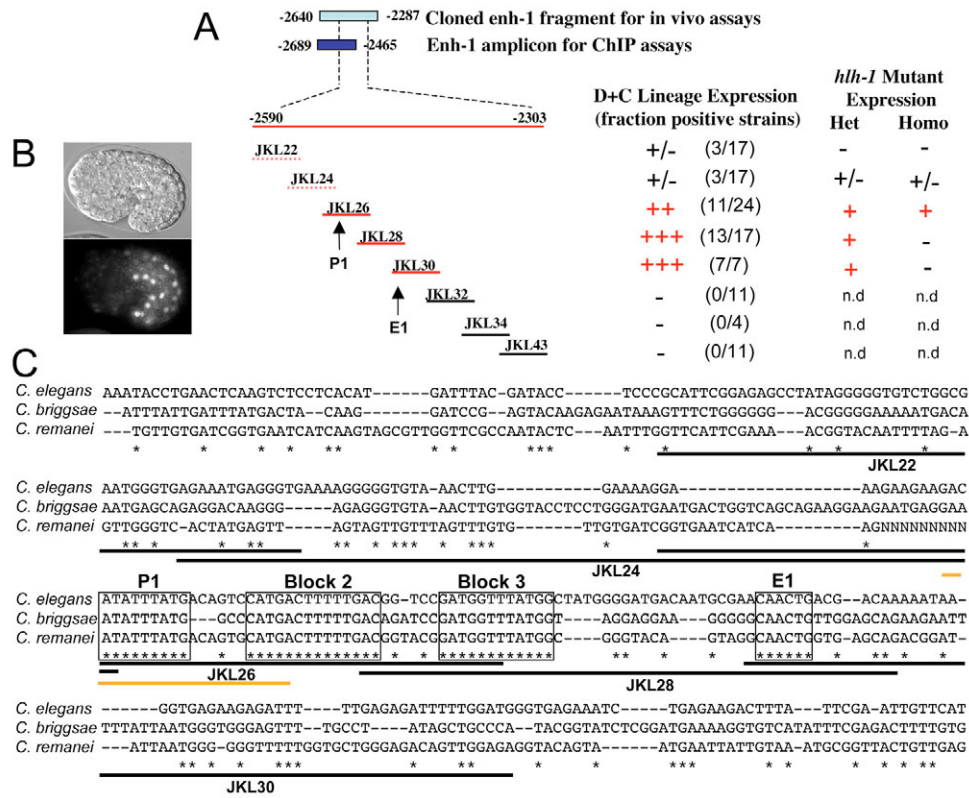 A
-2640
-2287
Cloned enh-1 fragment for in vivo assays
-2689
-2465
Enh-1 amplicon for ChIP assays
-2590
-2303
D+C Lineage Expression
(fraction positive strains)
hlh-1 Mutant
Expression
Het Homo
B
JKL22 +/- (3/17) - -
JKL24 +/- (3/17) +/- +/-
JKL26 ++ (11/24) + +
P1
JKL28 +++ (13/17) + -
JKL30 +++ (7/7) + -
E1
JKL32 - (0/11) n.d n.d
JKL34 - (0/4) n.d n.d
JKL43 - (0/11) n.d n.d
C
C. elegans AAATACCTGAACTCAAGTCTCCTCACAT------GATTTAC-GATACC----TCCCGCATTCGGAGAGCCTATAGGGGGTGTCTGGCG
C. briggsae -ATTTATTGATTTATGACTA--CAAG--------GATCCG-AGTACAAGAGAATAAAGTTTCTGGGGGG---ACGGGGGAAAAATGACA
C. remanei ---TGTTGTGATCGGTGAATCATCAAGTAGCGTTGGTTCGCCAATACTC---AATTTGGTTCATTCGAAA---ACGGTACAATTTTAG-A
JKL22
C. elegans AATGGGTGAGAAATGAGGGTGAAAAGGGGGTGTA-AACTTG---------GAAAAGGA----------------AAGAAGAAGAC
C. briggsae AATGAGCAGAGGACAAGGG-----AGAGGGTGTA-AACTTGTGGTACCTCCTGGGATGAATGACTGGTCAGCAGAAGGAAGAATGAGGAA
C. remanei GTTGGGTC-ACTATGAGTT-----AGTAGTTGTTTAGTTTGTG-------TTGTGATCGGTGAATCATCA-----AAGNNNNNNNNNN
JKL24
P1 Block 2 Block 3 E1
C. elegans ATATTTATGACAGTCCATGACTTTTTGACGG-TCCGATGGTTTATGGCTATGGGGATGACAATGCGAACAACTGACG--ACAAAAATAA-
C. briggsae ATATTTATG---GCCCATGACTTTTTGACAGATCCGATGGTTTATGGT----TAGGAGGAA---GGGGGCAACTGTTGGAGCAGAAGAATT
C. remanei ATATTTATGACAGTGCATGACTTTTTGACGGTACGGATGGTTTATGGC----GGGTACA---GTAGGCAACTGGTG-AGCAGACGGAT-
JKL26
JKL28
C. elegans ------GGTGAGAAGAGATTT----TTGAGAGATTTTTGGATGGGTGAGAAATC-----TGAGAAGACTTTA---TTCGA-ATTGTTCAT
C. briggsae TTTATTAATGGGTGGGAGTTT--TGCCT---ATAGCTGCCCA--TACGGTATCTCGGATGAAAAGGTGTCATATTTCGAGACTTTTGTG
C. remanei ---ATTAATGGG-GGGTTTTTGGTGCTGGGAGACAGTTGGAGAGGTACAGTA------ATGAATTATTGTAA--ATGCGGTTACTGTTGAG
JKL30